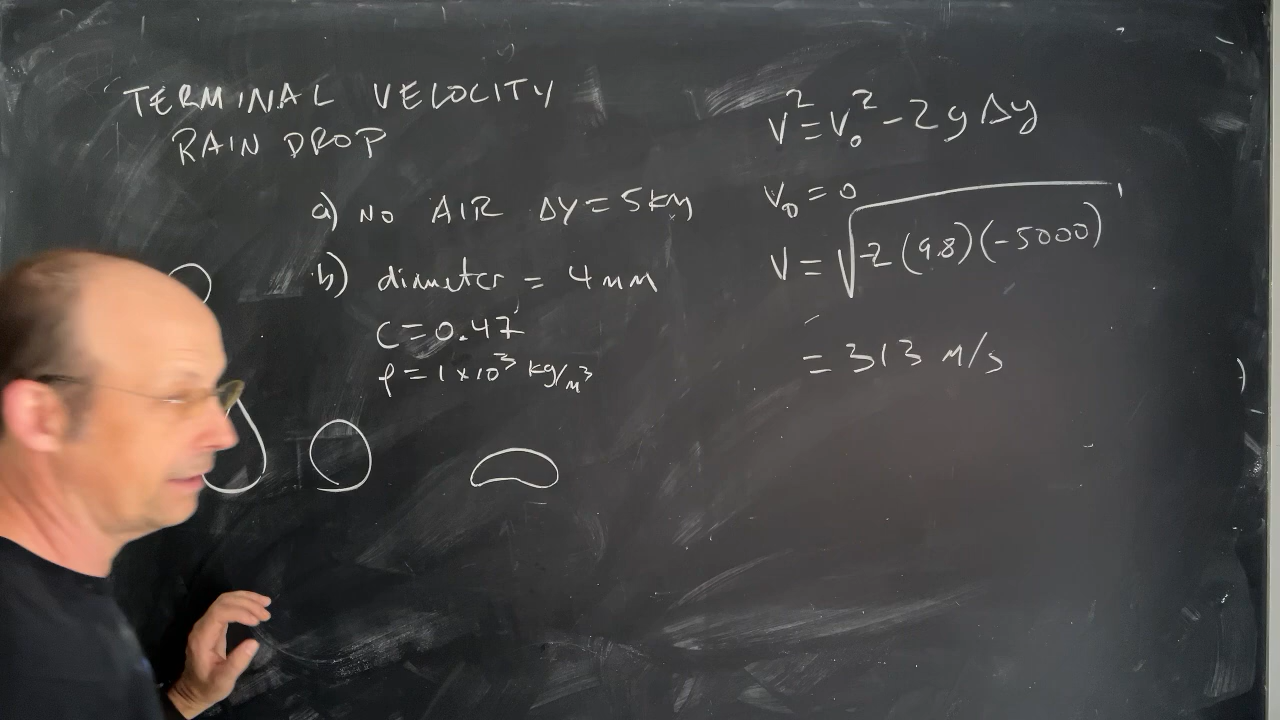 TERMINAL VELOCITY
RAIN DROP
a) NO AIR Δy = 5km
b) diameter = 4mm
C = 0.47
ρ = 1 × 10³ kg/m³
v² = v₀² - 2gΔy
v₀ = 0
v = √-2(9.8)(-5000)
= 313 m/s